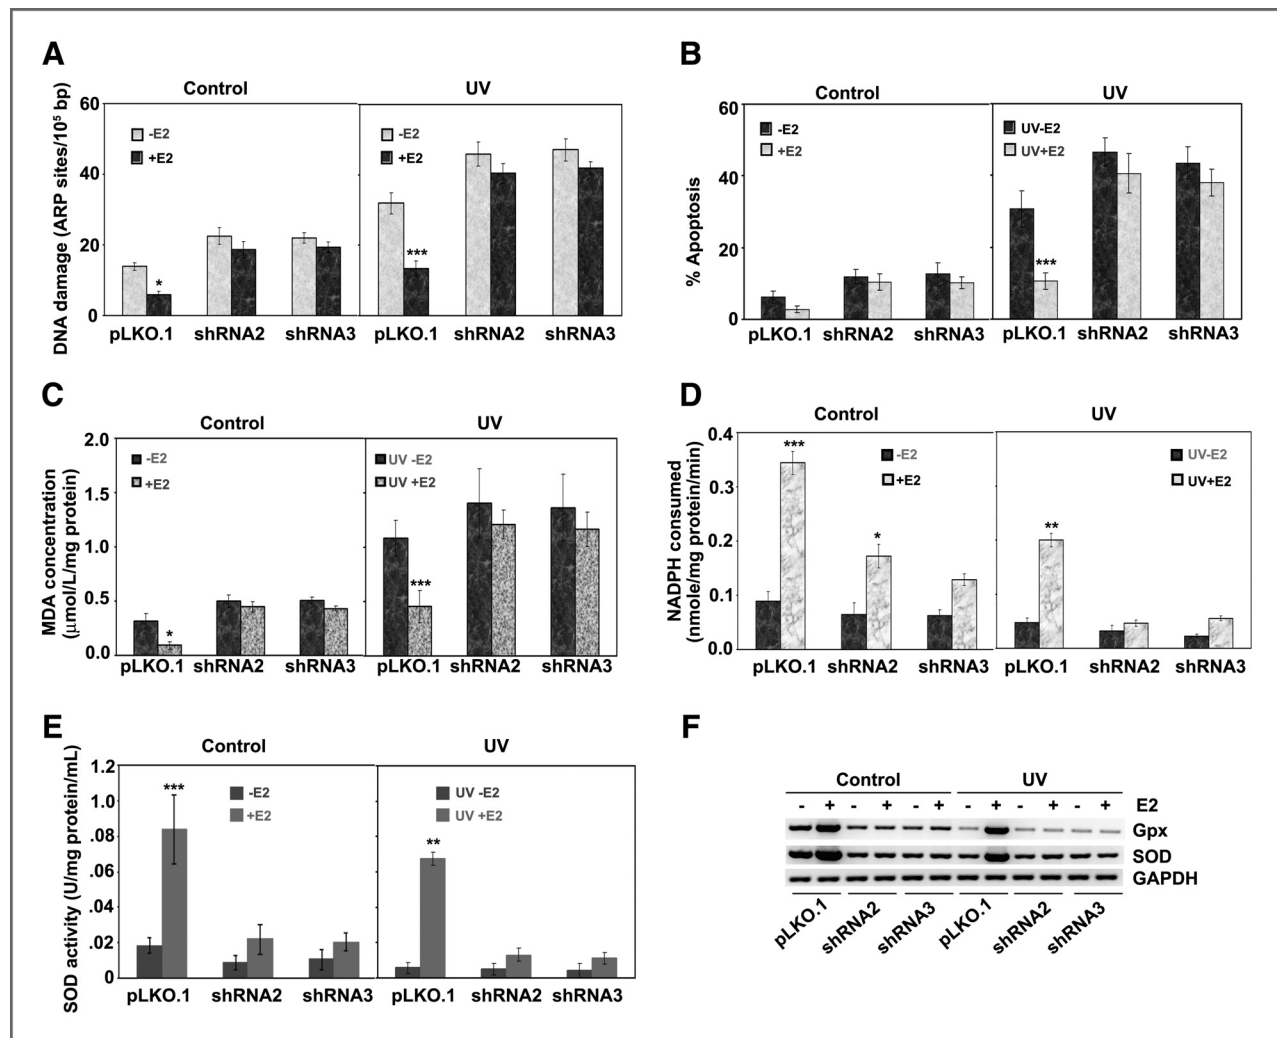 A
Control UV
DNA damage (ARP sites/10⁵ bp)
60
40
20
0
-E2
+E2
-E2
+E2
*
***
pLKO.1 shRNA2 shRNA3 pLKO.1 shRNA2 shRNA3
B
Control UV
% Apoptosis
60
40
20
0
-E2
+E2
UV-E2
UV+E2
***
pLKO.1 shRNA2 shRNA3 pLKO.1 shRNA2 shRNA3
C
Control UV
MDA concentration
(μmol/L/mg protein)
2.0
1.5
1.0
0.5
0.0
-E2
+E2
UV -E2
UV +E2
*
***
pLKO.1 shRNA2 shRNA3 pLKO.1 shRNA2 shRNA3
D
Control UV
NADPH consumed
(nmole/mg protein/min)
0.4
0.3
0.2
0.1
0.0
***
-E2
+E2
UV-E2
UV+E2
*
**
pLKO.1 shRNA2 shRNA3 pLKO.1 shRNA2 shRNA3
E
Control UV
SOD activity (U/mg protein/mL)
1.2
1.0
.08
.06
.04
.02
0
***
-E2
+E2
UV -E2
UV +E2
**
pLKO.1 shRNA2 shRNA3 pLKO.1 shRNA2 shRNA3
F
Control UV
- + - + - + - + - + - + E2
Gpx
SOD
GAPDH
pLKO.1 shRNA2 shRNA3 pLKO.1 shRNA2 shRNA3